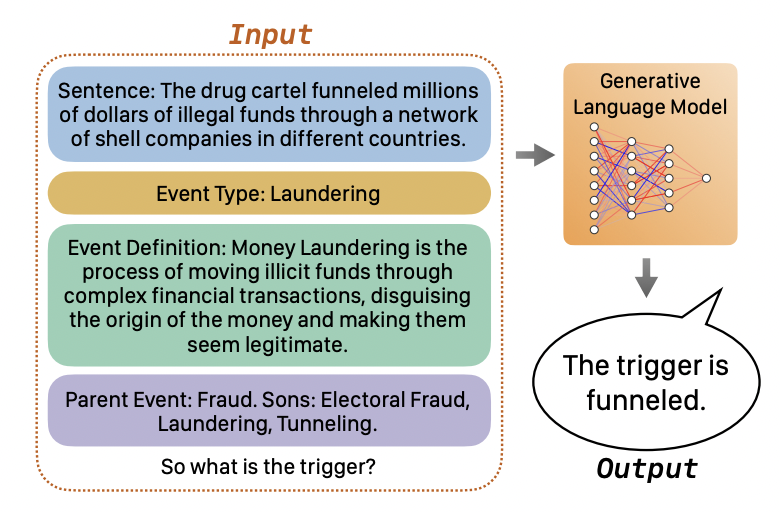 Input
Sentence: The drug cartel funneled millions
of dollars of illegal funds through a network
of shell companies in different countries.
Event Type: Laundering
Event Definition: Money Laundering is the
process of moving illicit funds through
complex financial transactions, disguising
the origin of the money and making them
seem legitimate.
Parent Event: Fraud. Sons: Electoral Fraud,
Laundering, Tunneling.
So what is the trigger?
Generative
Language Model
The trigger is
funneled.
Output